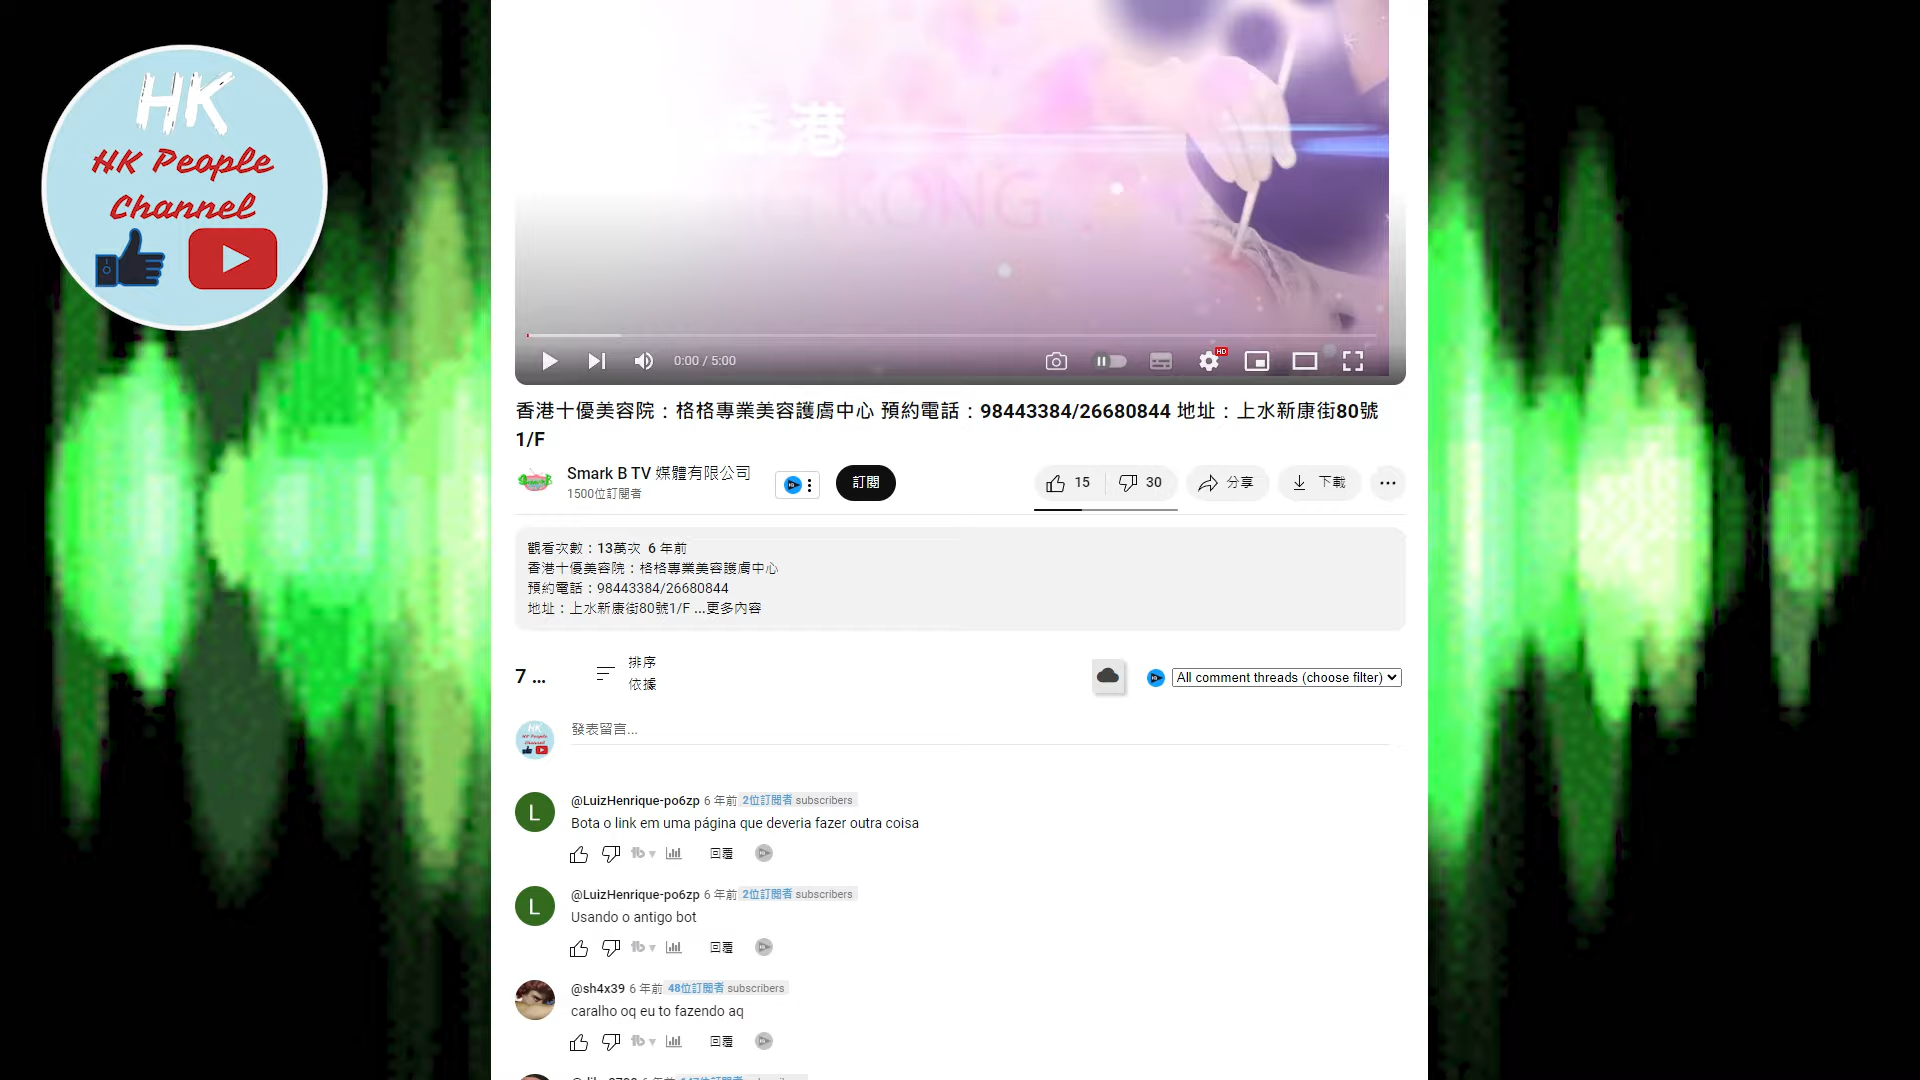 HK
HK People
Channel
香港
KONG
0:00 / 5:00
HD
香港十優美容院：格格專業美容護膚中心 預約電話：98443384/26680844 地址：上水新康街80號
1/F
Smark B TV 媒體有限公司
1500位訂閱者
訂閱
15
30
分享
下載
觀看次數：13萬次 6 年前
香港十優美容院：格格專業美容護膚中心
預約電話：98443384/26680844
地址：上水新康街80號1/F ...更多內容
7 ...
排序
依據
All comment threads (choose filter)
發表留言...
@LuizHenrique-po6zp 6 年前 2位訂閱者 subscribers
Bota o link em uma página que deveria fazer outra coisa
回覆
@LuizHenrique-po6zp 6 年前 2位訂閱者 subscribers
Usando o antigo bot
回覆
@sh4x39 6 年前 48位訂閱者 subscribers
caralho oq eu to fazendo aq
回覆